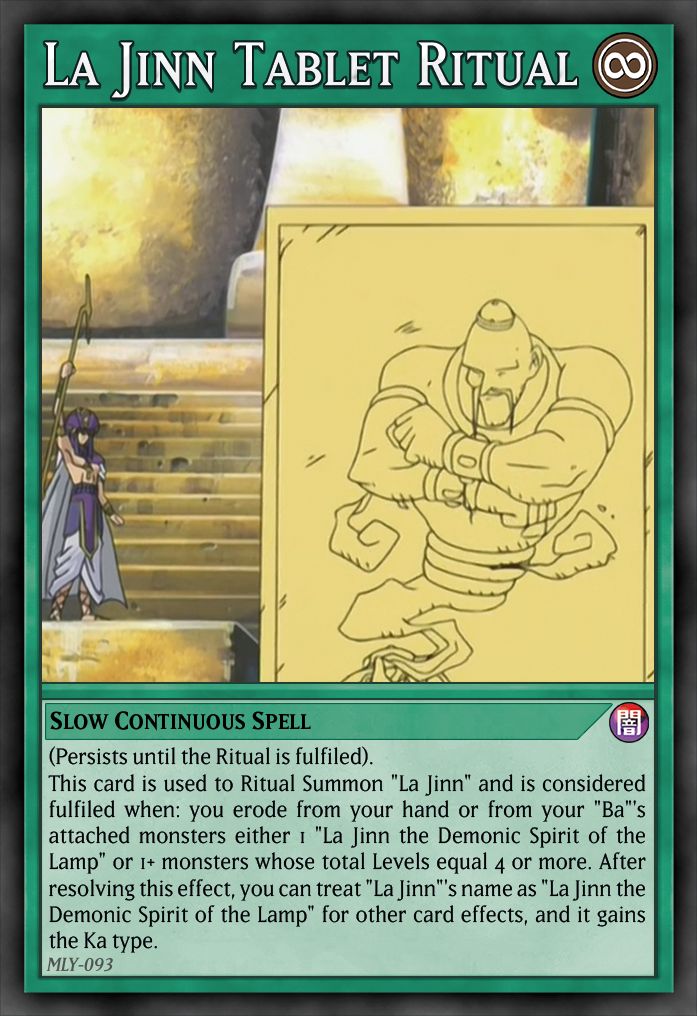 La Jinn Tablet Ritual
Slow Continuous Spell
闇
(Persists until the Ritual is fulfiled).
This card is used to Ritual Summon "La Jinn" and is considered
fulfiled when: you erode from your hand or from your "Ba"'s
attached monsters either 1 "La Jinn the Demonic Spirit of the
Lamp" or 1+ monsters whose total Levels equal 4 or more. After
resolving this effect, you can treat "La Jinn"'s name as "La Jinn the
Demonic Spirit of the Lamp" for other card effects, and it gains
the Ka type.
MLY-093